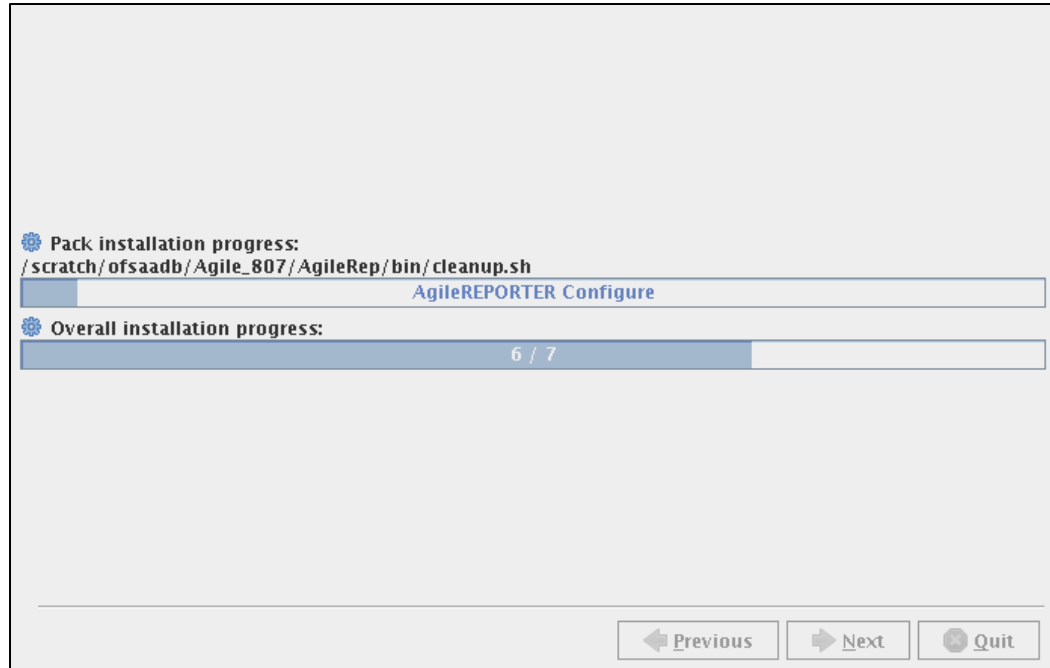 Pack installation progress:
/scratch/ofsaadb/Agile_807/AgileRep/bin/cleanup.sh
AgileREPORTER Configure
Overall installation progress:
6 / 7
Previous
Next
Quit